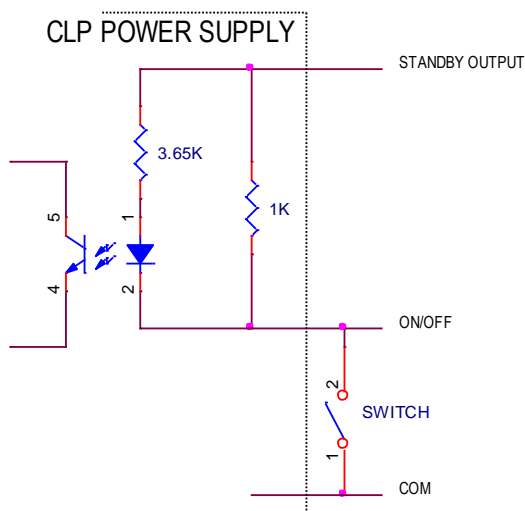 CLP POWER SUPPLY
STANDBY OUTPUT
3.65K
1K
5
1
4
2
ON/OFF
2
SWITCH
1
COM